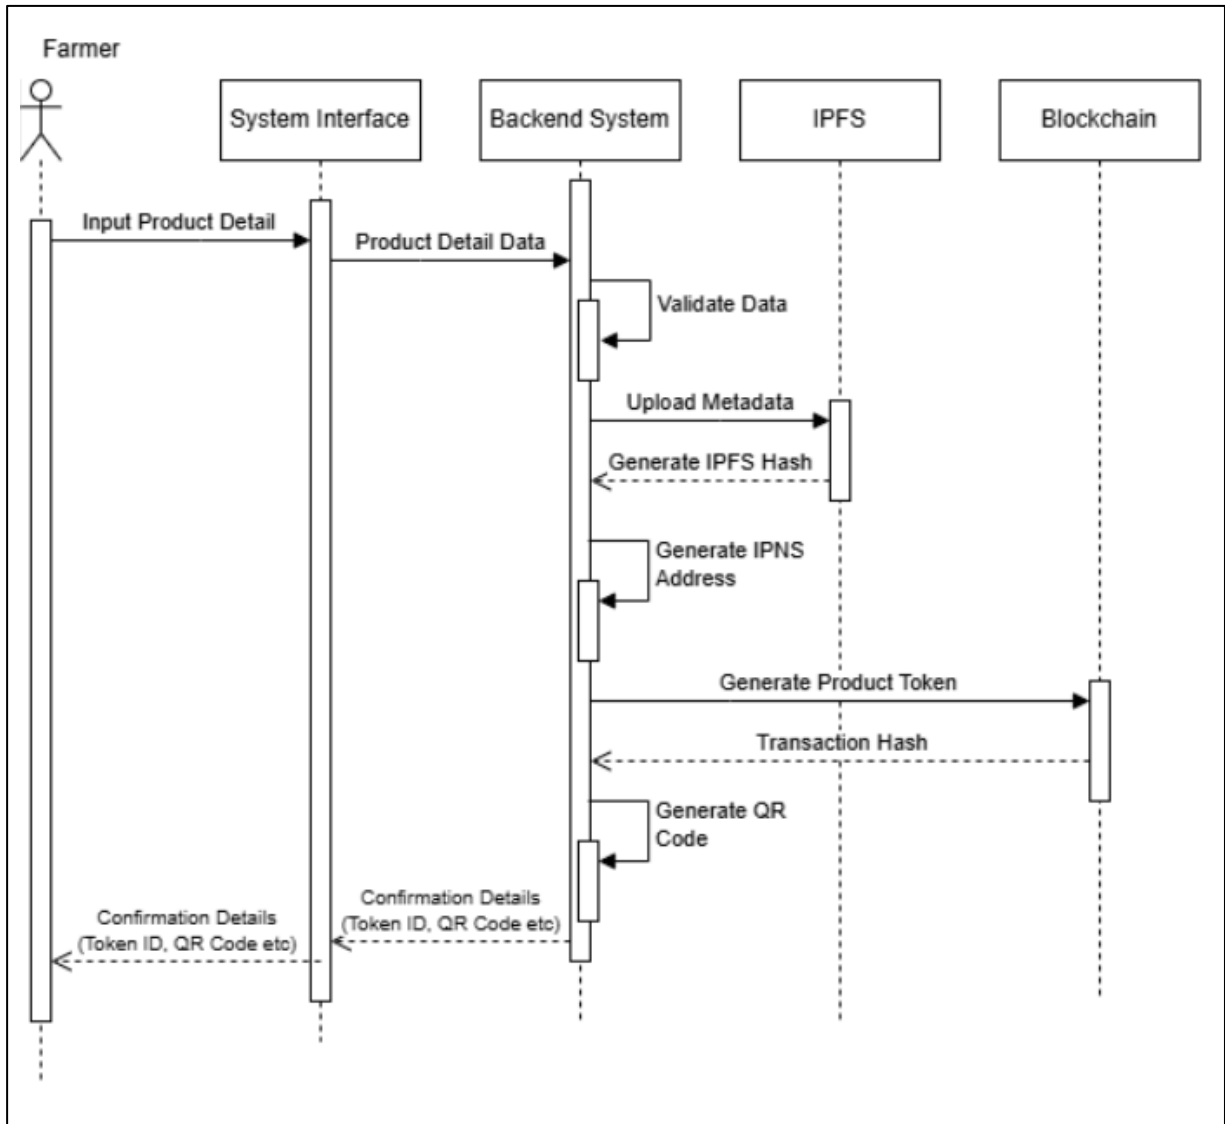 Farmer
System Interface
Backend System
IPFS
Blockchain
Input Product Detail
Product Detail Data
Validate Data
Upload Metadata
Generate IPFS Hash
Generate IPNS
Address
Generate Product Token
Transaction Hash
Generate QR
Code
Confirmation Details
(Token ID, QR Code etc)
Confirmation Details
(Token ID, QR Code etc)